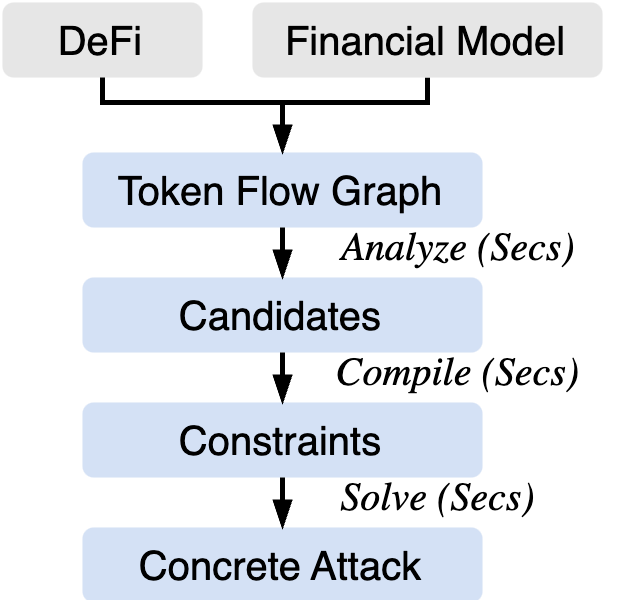 DeFi
Financial Model
Token Flow Graph
Analyze (Secs)
Candidates
Compile (Secs)
Constraints
Solve (Secs)
Concrete Attack